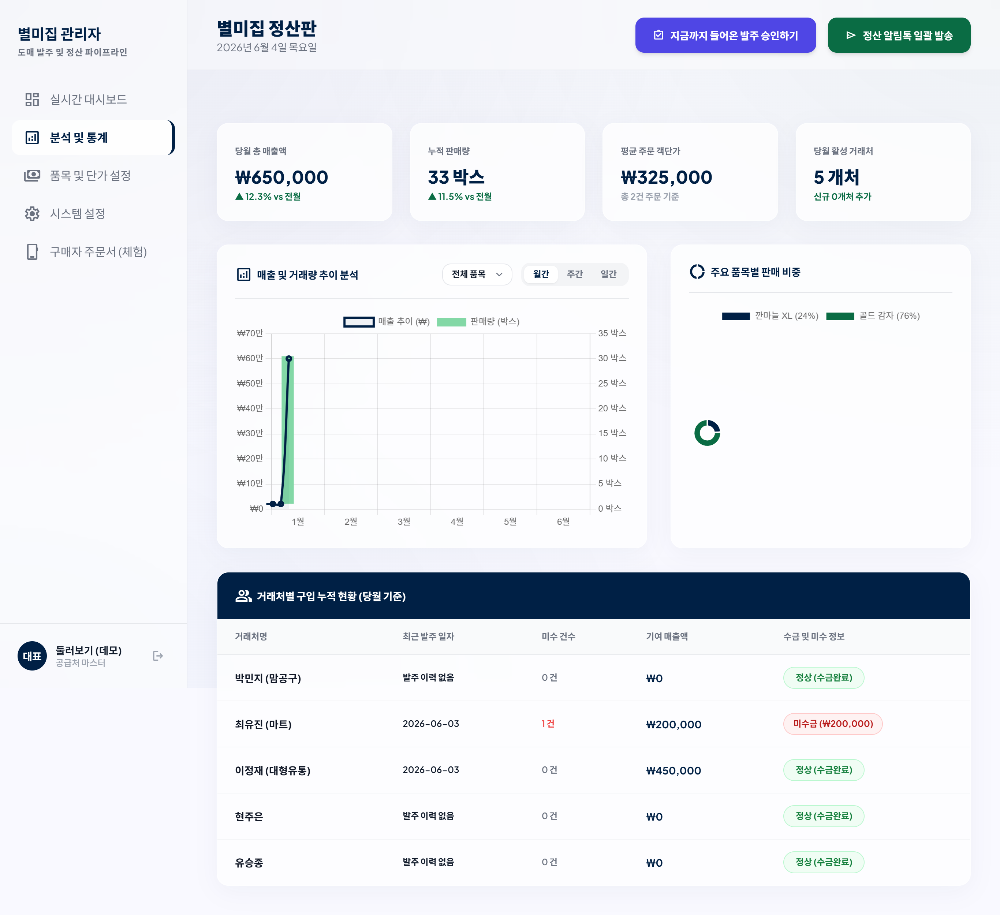 별미집 관리자
도매 발주 및 정산 파이프라인
실시간 대시보드
분석 및 통계
품목 및 단가 설정
시스템 설정
구매자 주문서 (체험)
대표
둘러보기 (데모)
공급처 마스터
별미집 정산판
2026년 6월 4일 목요일
지금까지 들어온 발주 승인하기
정산 알림톡 일괄 발송
당월 총 매출액
₩650,000
▲ 12.3% vs 전월
누적 판매량
33 박스
▲ 11.5% vs 전월
평균 주문 객단가
₩325,000
총 2건 주문 기준
당월 활성 거래처
5 개처
신규 0개처 추가
매출 및 거래량 추이 분석
전체 품목
월간 주간 일간
매출 추이 (₩) 판매량 (박스)
₩70만 35 박스
₩60만 30 박스
₩50만 25 박스
₩40만 20 박스
₩30만 15 박스
₩20만 10 박스
₩10만 5 박스
₩0 0 박스
1월 2월 3월 4월 5월 6월
주요 품목별 판매 비중
깐마늘 XL (24%) 골드 감자 (76%)
거래처별 구입 누적 현황 (당월 기준)
거래처명 최근 발주 일자 미수 건수 기여 매출액 수금 및 미수 정보
박민지 (맘공구) 발주 이력 없음 0 건 ₩0 정상 (수금완료)
최유진 (마트) 2026-06-03 1 건 ₩200,000 미수금 (₩200,000)
이정재 (대형유통) 2026-06-03 0 건 ₩450,000 정상 (수금완료)
현주은 발주 이력 없음 0 건 ₩0 정상 (수금완료)
유승종 발주 이력 없음 0 건 ₩0 정상 (수금완료)